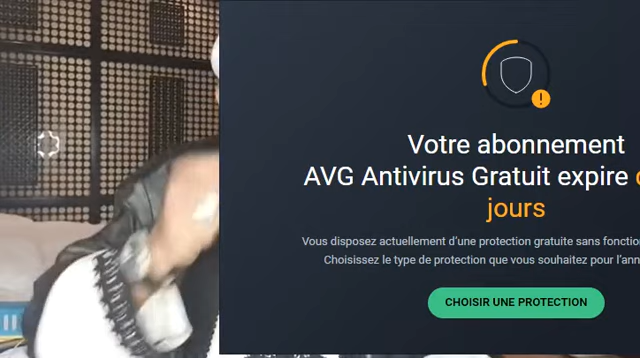 Votre abonnement
AVG Antivirus Gratuit expire
jours
Vous disposez actuellement d'une protection gratuite sans
Choisissez le type de protection que vous souhaitez pour
CHOISIR UNE PROTECTION